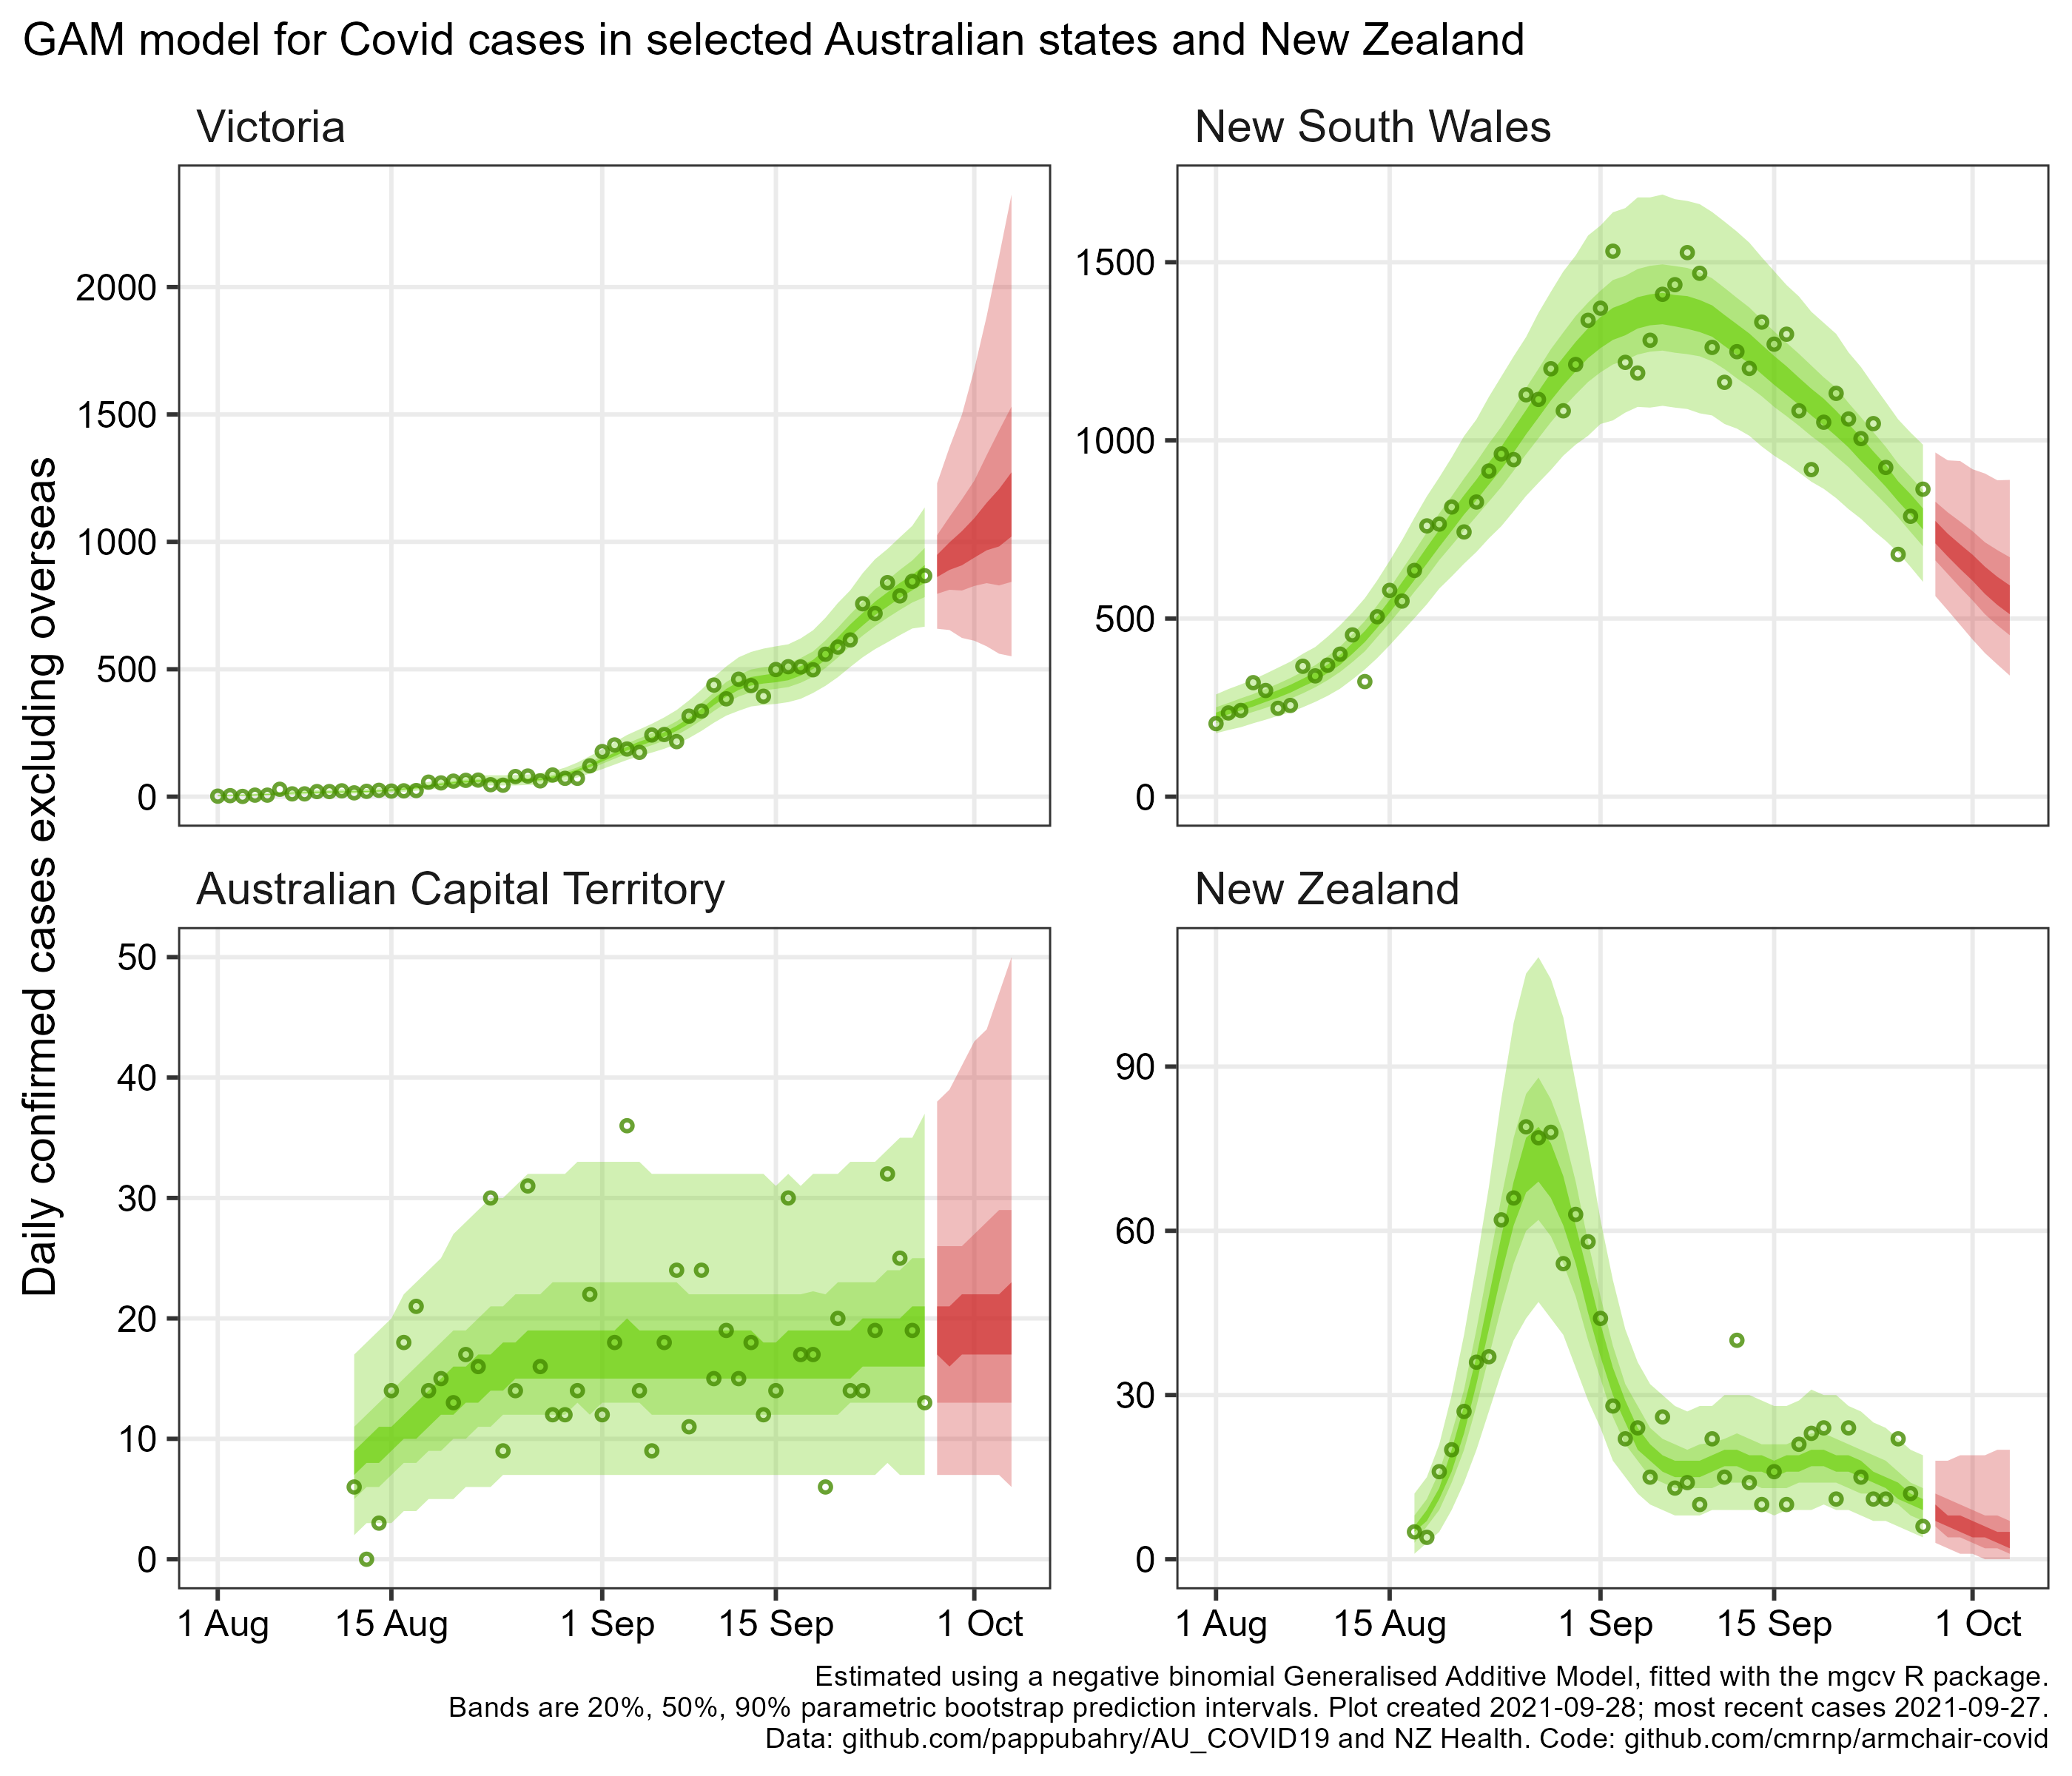 GAM model for Covid cases in selected Australian states and New Zealand
Daily confirmed cases excluding overseas
Victoria
2000
1500
1000
500
0
New South Wales
1500
1000
500
0
Australian Capital Territory
50
40
30
20
10
0
1 Aug 15 Aug 1 Sep 15 Sep 1 Oct
New Zealand
90
60
30
0
1 Aug 15 Aug 1 Sep 15 Sep 1 Oct
Estimated using a negative binomial Generalised Additive Model, fitted with the mgcv R package.
Bands are 20%, 50%, 90% parametric bootstrap prediction intervals. Plot created 2021-09-28; most recent cases 2021-09-27.
Data: github.com/pappubahry/AU_COVID19 and NZ Health. Code: github.com/cmrnp/armchair-covid